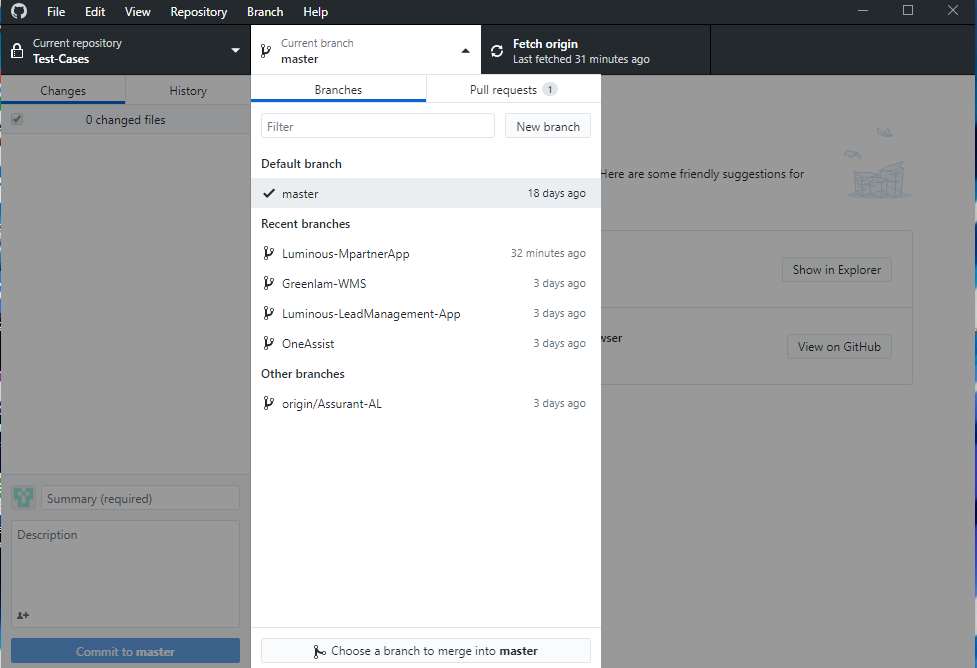 File Edit View Repository Branch Help
Current repository
Test-Cases
Current branch
master
Fetch origin
Last fetched 31 minutes ago
Changes History
0 changed files
Summary (required)
Description
Commit to master
Branches Pull requests 1
Filter New branch
Default branch
master 18 days ago
Recent branches
Luminous-MpartnerApp 32 minutes ago
Greenlam-WMS 3 days ago
Luminous-LeadManagement-App 3 days ago
OneAssist 3 days ago
Other branches
origin/Assurant-AL 3 days ago
Choose a branch to merge into master
Here are some friendly suggestions for
Show in Explorer
wser
View on GitHub